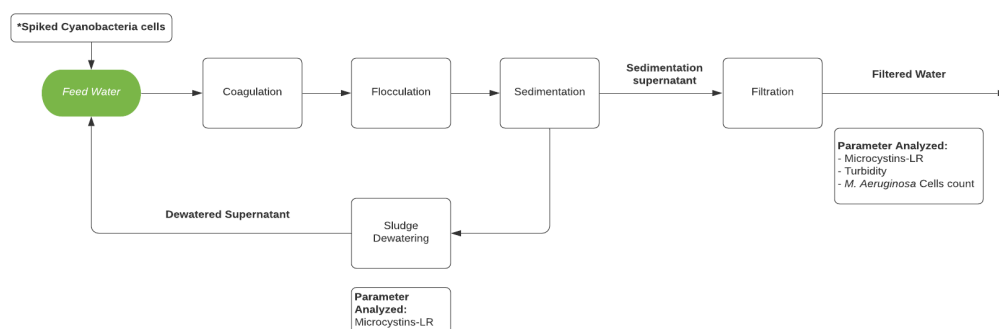 *Spiked Cyanobacteria cells
Feed Water
Coagulation
Flocculation
Sedimentation
Sedimentation
supernatant
Filtration
Filtered Water
Parameter Analyzed:
- Microcystins-LR
- Turbidity
- M. Aeruginosa Cells count
Dewatered Supernatant
Sludge
Dewatering
Parameter
Analyzed:
Microcystins-LR